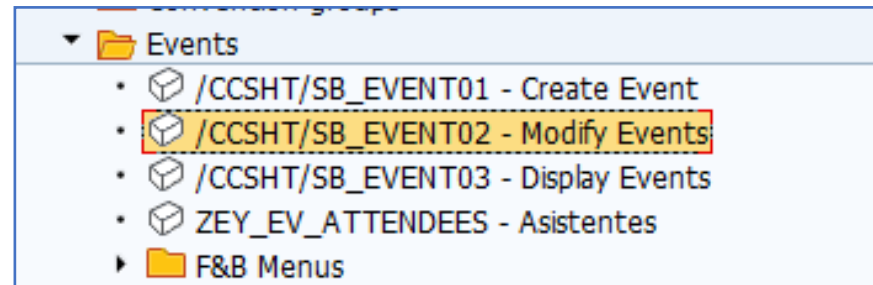 Events
/CCSHT/SB_EVENT01 - Create Event
/CCSHT/SB_EVENT02 - Modify Events
/CCSHT/SB_EVENT03 - Display Events
ZEY_EV_ATTENDEES - Asistentes
F&B Menus